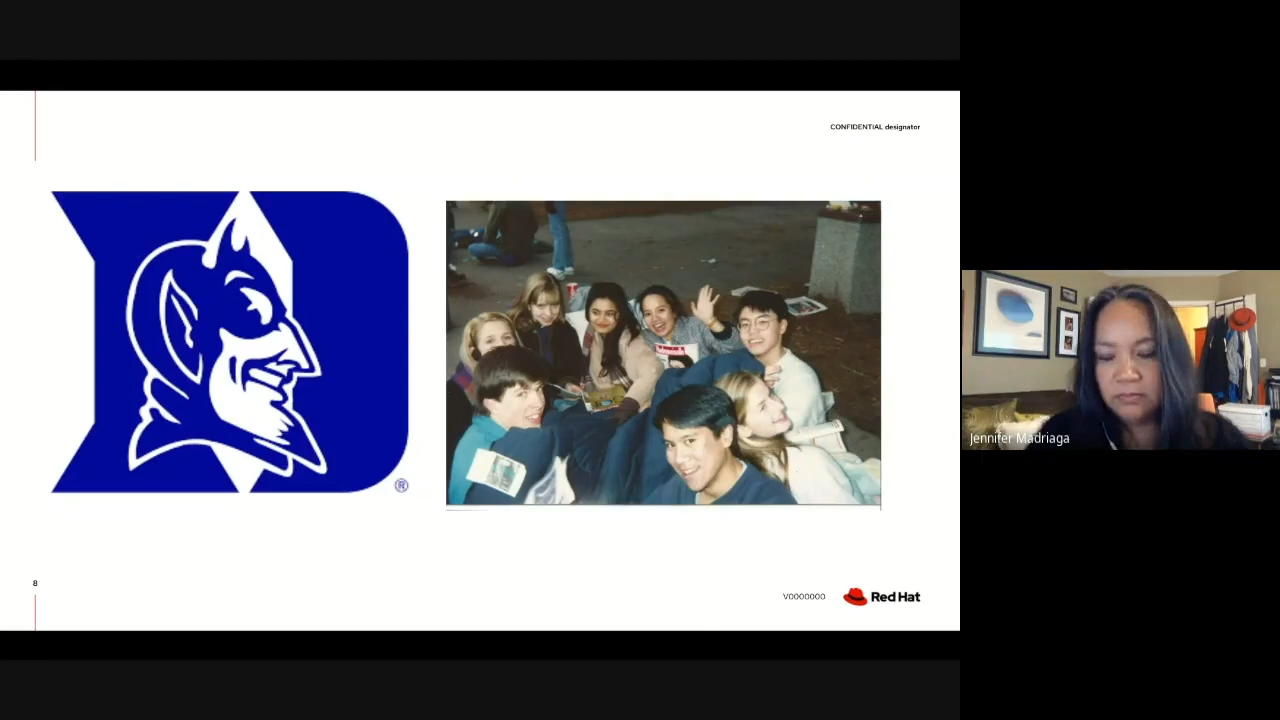 CONFIDENTIAL designator
®
Jennifer Madriaga
8
V0000000
Red Hat